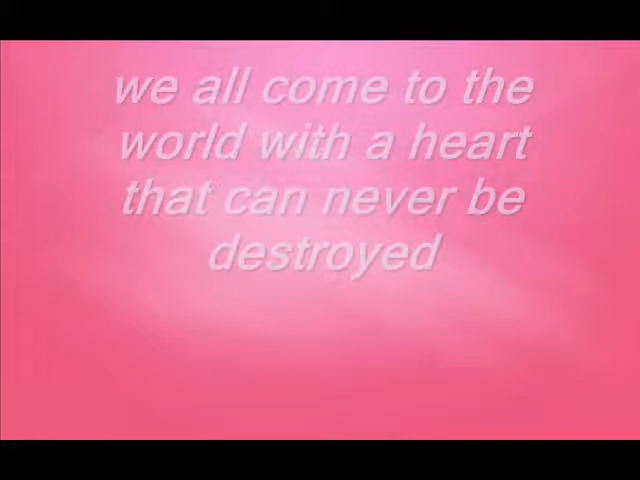 we all come to the
world with a heart
that can never be
destroyed